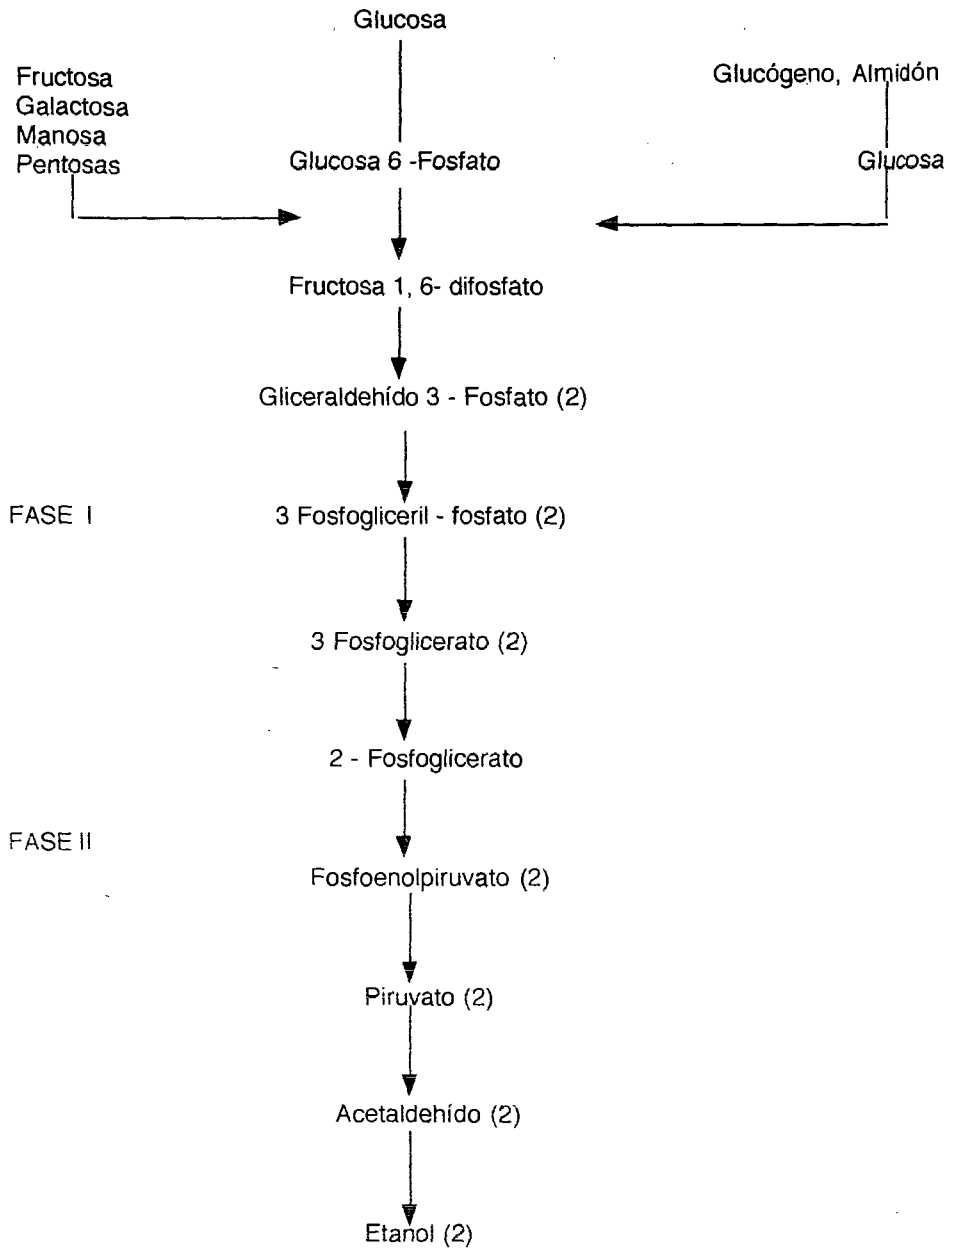 Glucosa
Fructosa
Galactosa
Manosa
Pentosas
Glucógeno, Almidón
Glucosa
Glucosa 6 -Fosfato
Fructosa 1, 6- difosfato
Gliceraldehído 3 - Fosfato (2)
FASE I
3 Fosfogliceril - fosfato (2)
3 Fosfoglicerato (2)
2 - Fosfoglicerato
FASE II
Fosfoenolpiruvato (2)
Piruvato (2)
Acetaldehído (2)
Etanol (2)